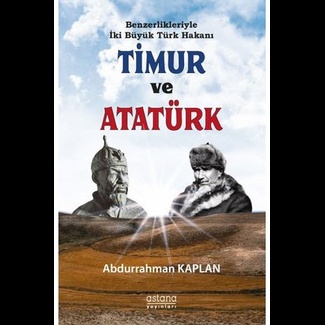 Benzerlikleriyle
İki Büyük Türk Hakanı
TİMUR
ve
ATATÜRK
Abdurrahman KAPLAN
astana
yayınları